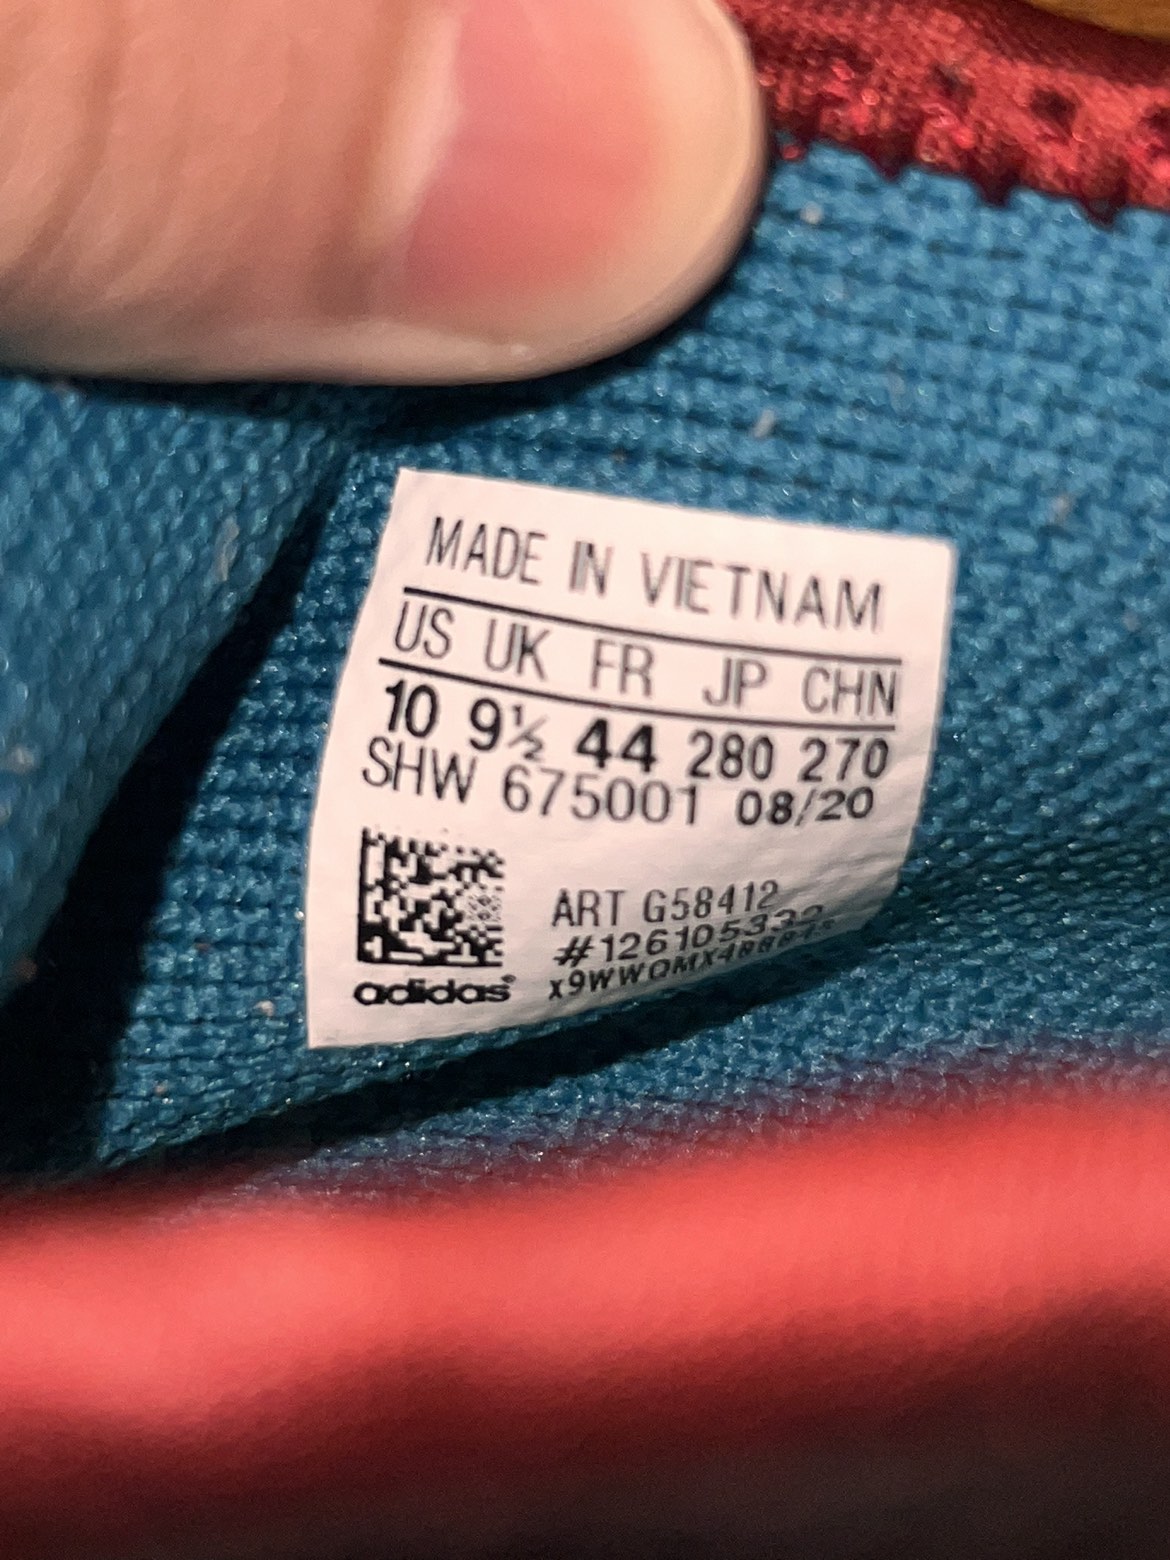 MADE IN VIETNAM
US UK FR JP CHN
10 9½ 44 280 270
SHW 675001 08/20
ART G58412
#126105332
adidas®